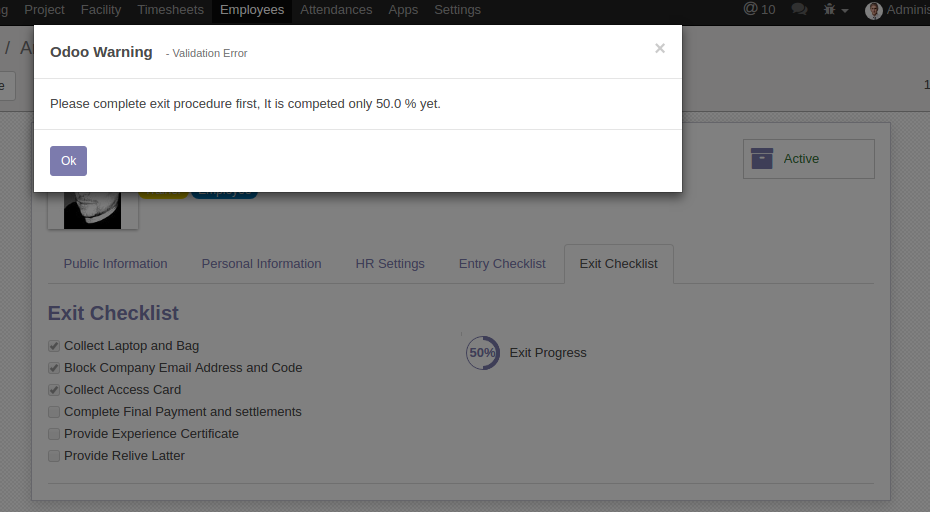 Project Facility Timesheets Employees Attendances Apps Settings @ 10 Adminis
/ A
Odoo Warning - Validation Error ×
e
1
Please complete exit procedure first, It is competed only 50.0 % yet.
Ok
Active
Employee
Public Information Personal Information HR Settings Entry Checklist Exit Checklist
Exit Checklist
Collect Laptop and Bag
50% Exit Progress
Block Company Email Address and Code
Collect Access Card
Complete Final Payment and settlements
Provide Experience Certificate
Provide Relive Latter